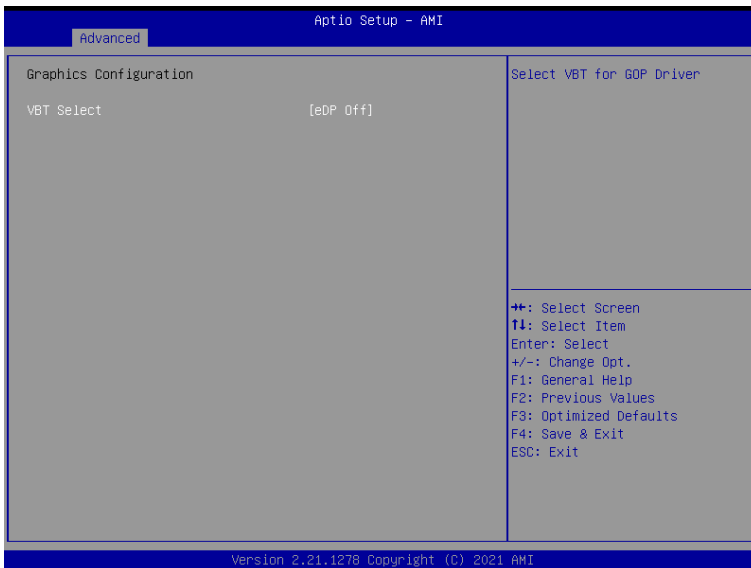 Aptio Setup – AMI
Advanced
Graphics Configuration
VBT Select [eDP Off]
Select VBT for GOP Driver
→←: Select Screen
↑↓: Select Item
Enter: Select
+/-: Change Opt.
F1: General Help
F2: Previous Values
F3: Optimized Defaults
F4: Save & Exit
ESC: Exit
Version 2.21.1278 Copyright (C) 2021 AMI